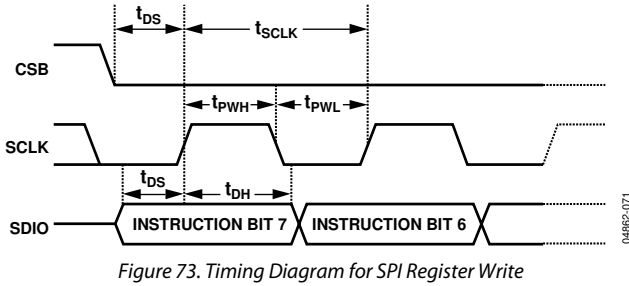 tDS
tSCLK
CSB
tPWH
tPWL
SCLK
tDS
tDH
SDIO
INSTRUCTION BIT 7
INSTRUCTION BIT 6
04862-071
Figure 73. Timing Diagram for SPI Register Write